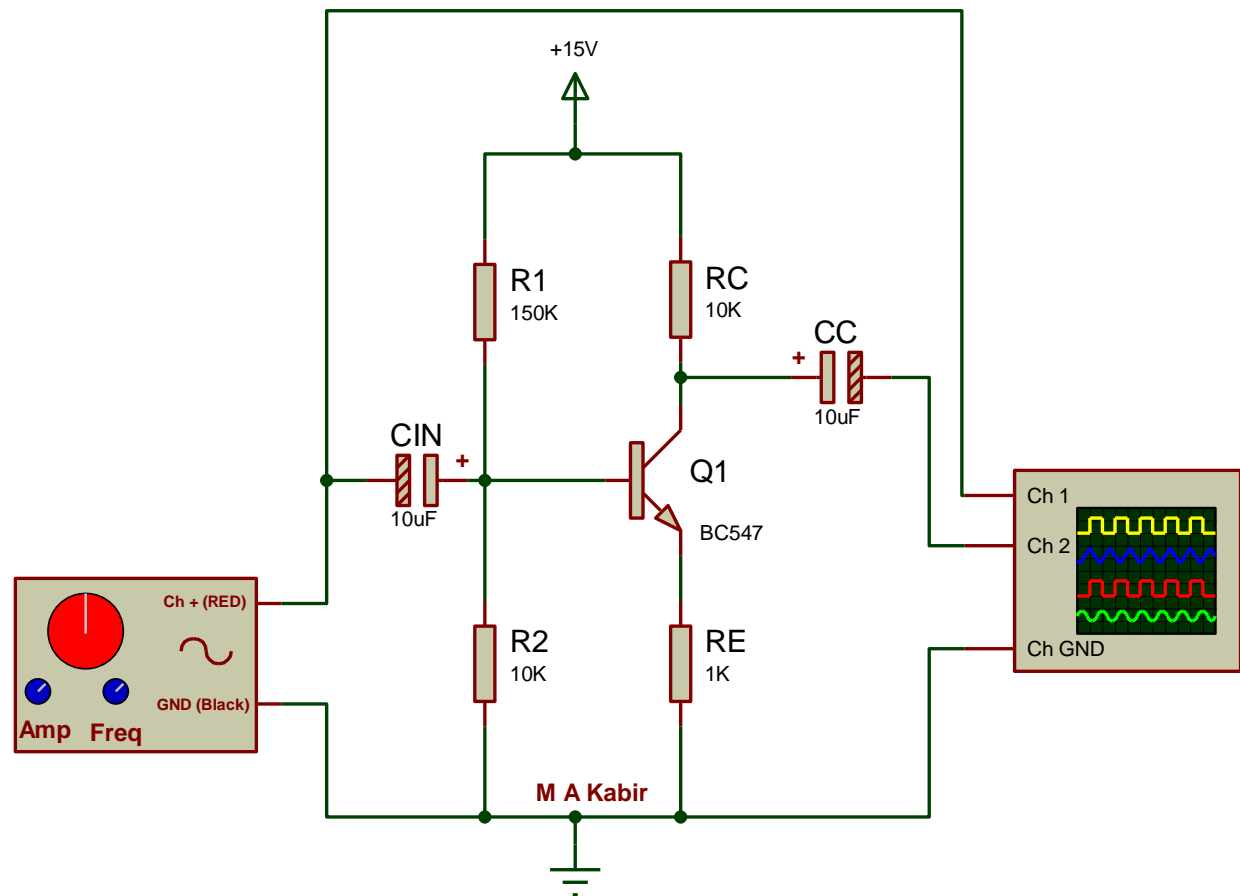 +15V
R1
150K
RC
10K
CC
+
10uF
CIN
+
10uF
Q1
BC547
Ch 1
Ch 2
Ch GND
Ch + (RED)
GND (Black)
Amp
Freq
R2
10K
RE
1K
M A Kabir